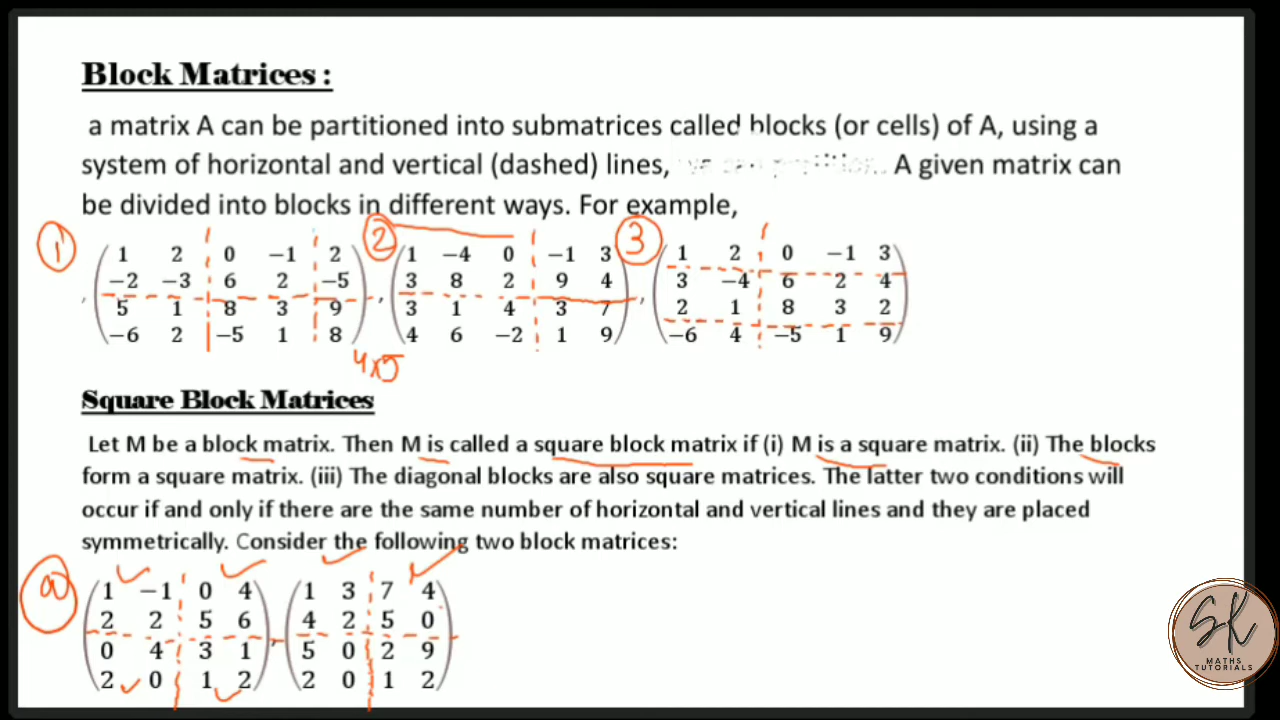 Block Matrices :
a matrix A can be partitioned into submatrices called blocks (or cells) of A, using a
system of horizontal and vertical (dashed) lines, A given matrix can
be divided into blocks in different ways. For example,
1 2 3
1 2 0 −1 2 1 −4 0 −1 3 1 2 0 −1 3
−2 −3 6 2 −5 3 8 2 9 4 3 −4 6 2 4
, 5 1 8 3 9 , 3 1 4 3 7 , 2 1 8 3 2
−6 2 −5 1 8 4 6 −2 1 9 −6 4 −5 1 9
4x5
Square Block Matrices
Let M be a block matrix. Then M is called a square block matrix if (i) M is a square matrix. (ii) The blocks
form a square matrix. (iii) The diagonal blocks are also square matrices. The latter two conditions will
occur if and only if there are the same number of horizontal and vertical lines and they are placed
symmetrically. Consider the following two block matrices:
a
1 −1 0 4 1 3 7 4
2 2 5 6 4 2 5 0
0 4 3 1 , 5 0 2 9
2 0 1 2 2 0 1 2
SK
MATHS
TUTORIALS